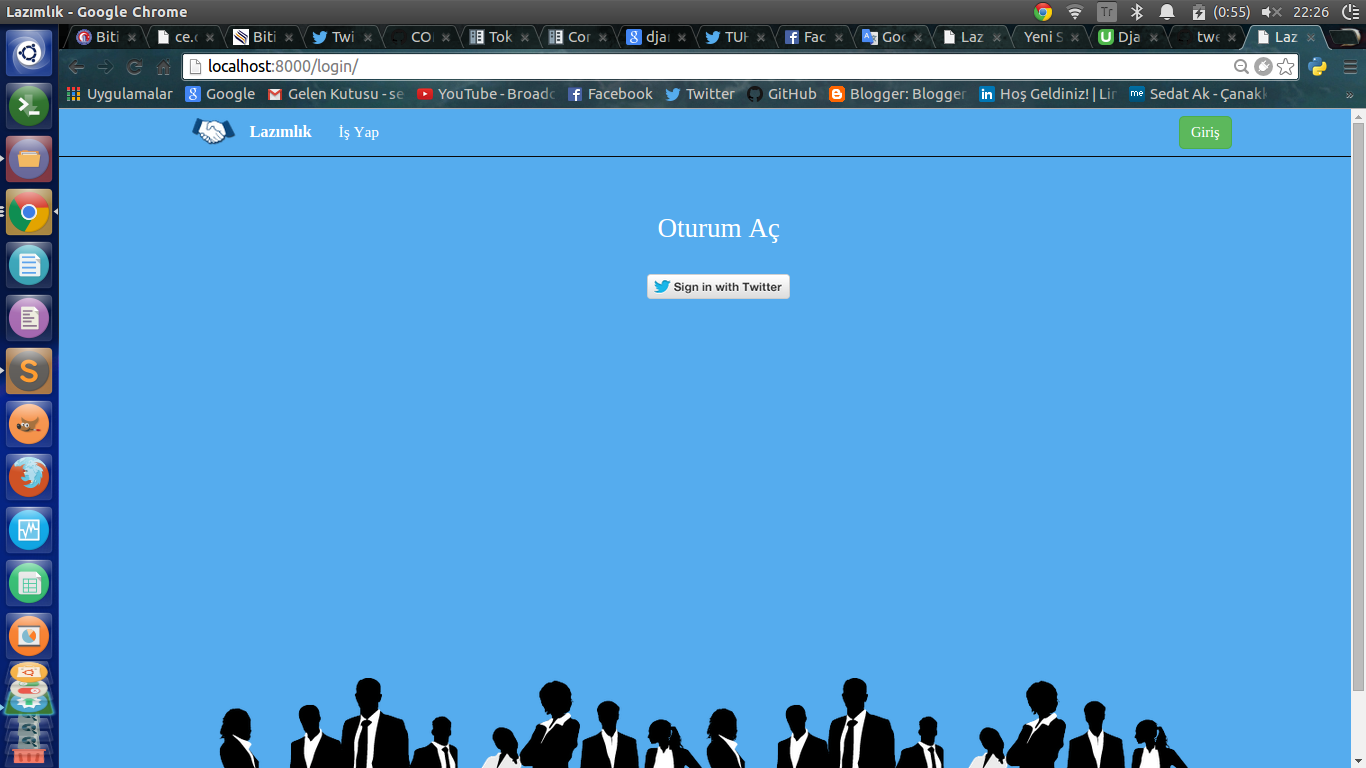 Lazımlık - Google Chrome Tr (0:55) 22:26
Biti ce. Biti Twi CO Tok Cor djar TUH Fac Goo Laz Yeni S Dja twe Laz
localhost:8000/login/
Uygulamalar Google Gelen Kutusu - se YouTube - Broadc Facebook Twitter GitHub Blogger: Blogger Hoş Geldiniz! | Lir Sedat Ak - Çanakk »
Lazımlık İş Yap Giriş
Oturum Aç
Sign in with Twitter